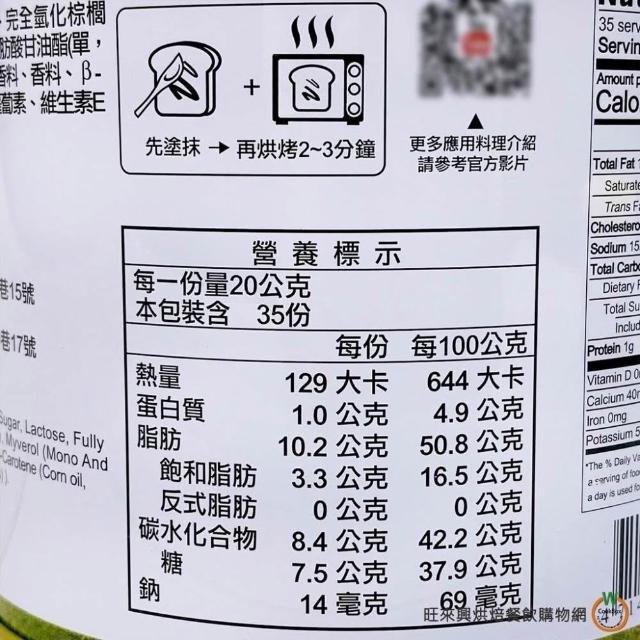 完全氫化棕櫚
肪酸甘油酯(單，
香料、香料、β-
蔔素、維生素E
先塗抹 → 再烘烤2~3分鐘
+
▲
更多應用料理介紹
請參考官方影片
巷15號
巷17號
Sugar, Lactose, Fully
Myverol (Mono And
-Carotene (Corn oil,
營養標示
每一份量20公克
本包裝含 35份
每份 每100公克
熱量 129 大卡 644 大卡
蛋白質 1.0 公克 4.9 公克
脂肪 10.2 公克 50.8 公克
飽和脂肪 3.3 公克 16.5 公克
反式脂肪 0 公克 0 公克
碳水化合物 8.4 公克 42.2 公克
糖 7.5 公克 37.9 公克
鈉 14 毫克 69 毫克
35 serv
Servin
Amount p
Calo
Total Fat 1
Saturate
Trans Fa
Cholestero
Sodium 15
Total Carbo
Dietary F
Total Su
Includ
Protein 1g
Vitamin D 0
Calcium 40m
Iron 0mg
Potassium 5
*The % Daily Va
a serving of foo
a day is used fo
旺來興烘焙餐飲購物網